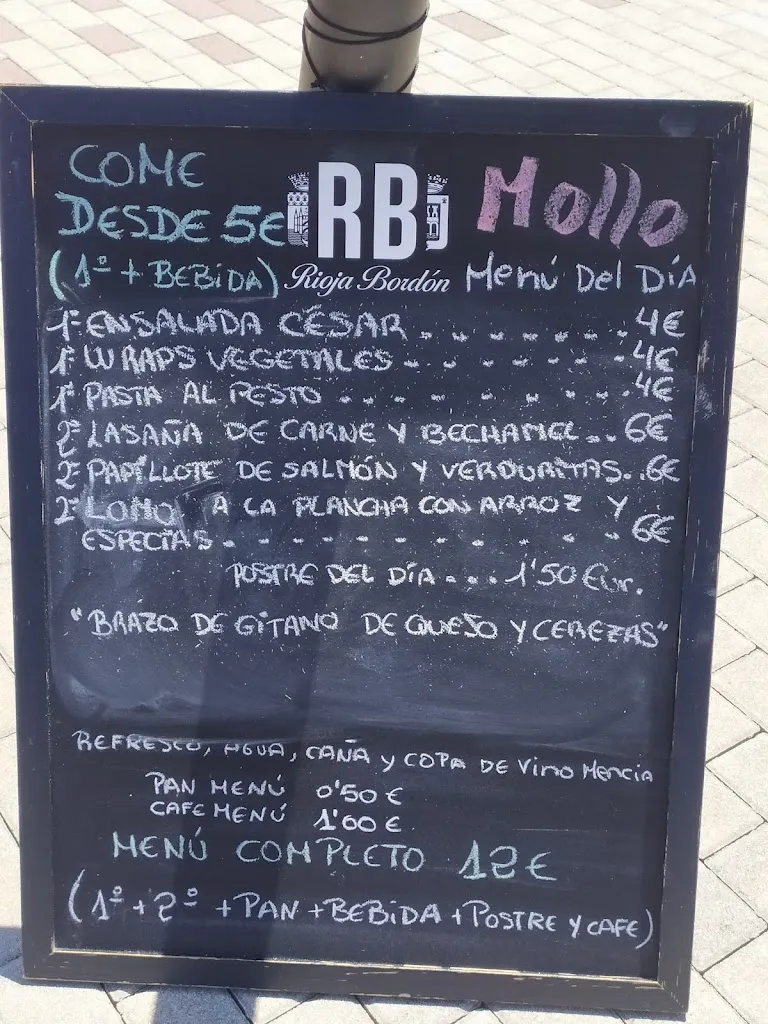 COME
DESDE 5€
(1º + BEBIDA)
RB
Rioja Bordón
Mollo
Menú Del Día
1º ENSALADA CÉSAR . . . . . . . 4€
1º WRAPS VEGETALES - - - - - - - 4€
1º PASTA AL PESTO . . . - - - - - 4€
2º LASAÑA DE CARNE Y BECHAMEL . . 6€
2º PAPILLOTE DE SALMÓN Y VERDURITAS. . 6€
2º LOMO A LA PLANCHA CON ARROZ Y
ESPECIAS - - - - - - - - - - 6€
POSTRE DEL DÍA . . . 1'50 Eur.
"BRAZO DE GITANO DE QUESO Y CEREZAS"
REFRESCO, AGUA, CAÑA y COPA DE Vino Mencia
PAN MENÚ 0'50 €
CAFE MENÚ 1'00 €
MENÚ COMPLETO 12€
(1º + 2º + PAN + BEBIDA + POSTRE Y CAFE)